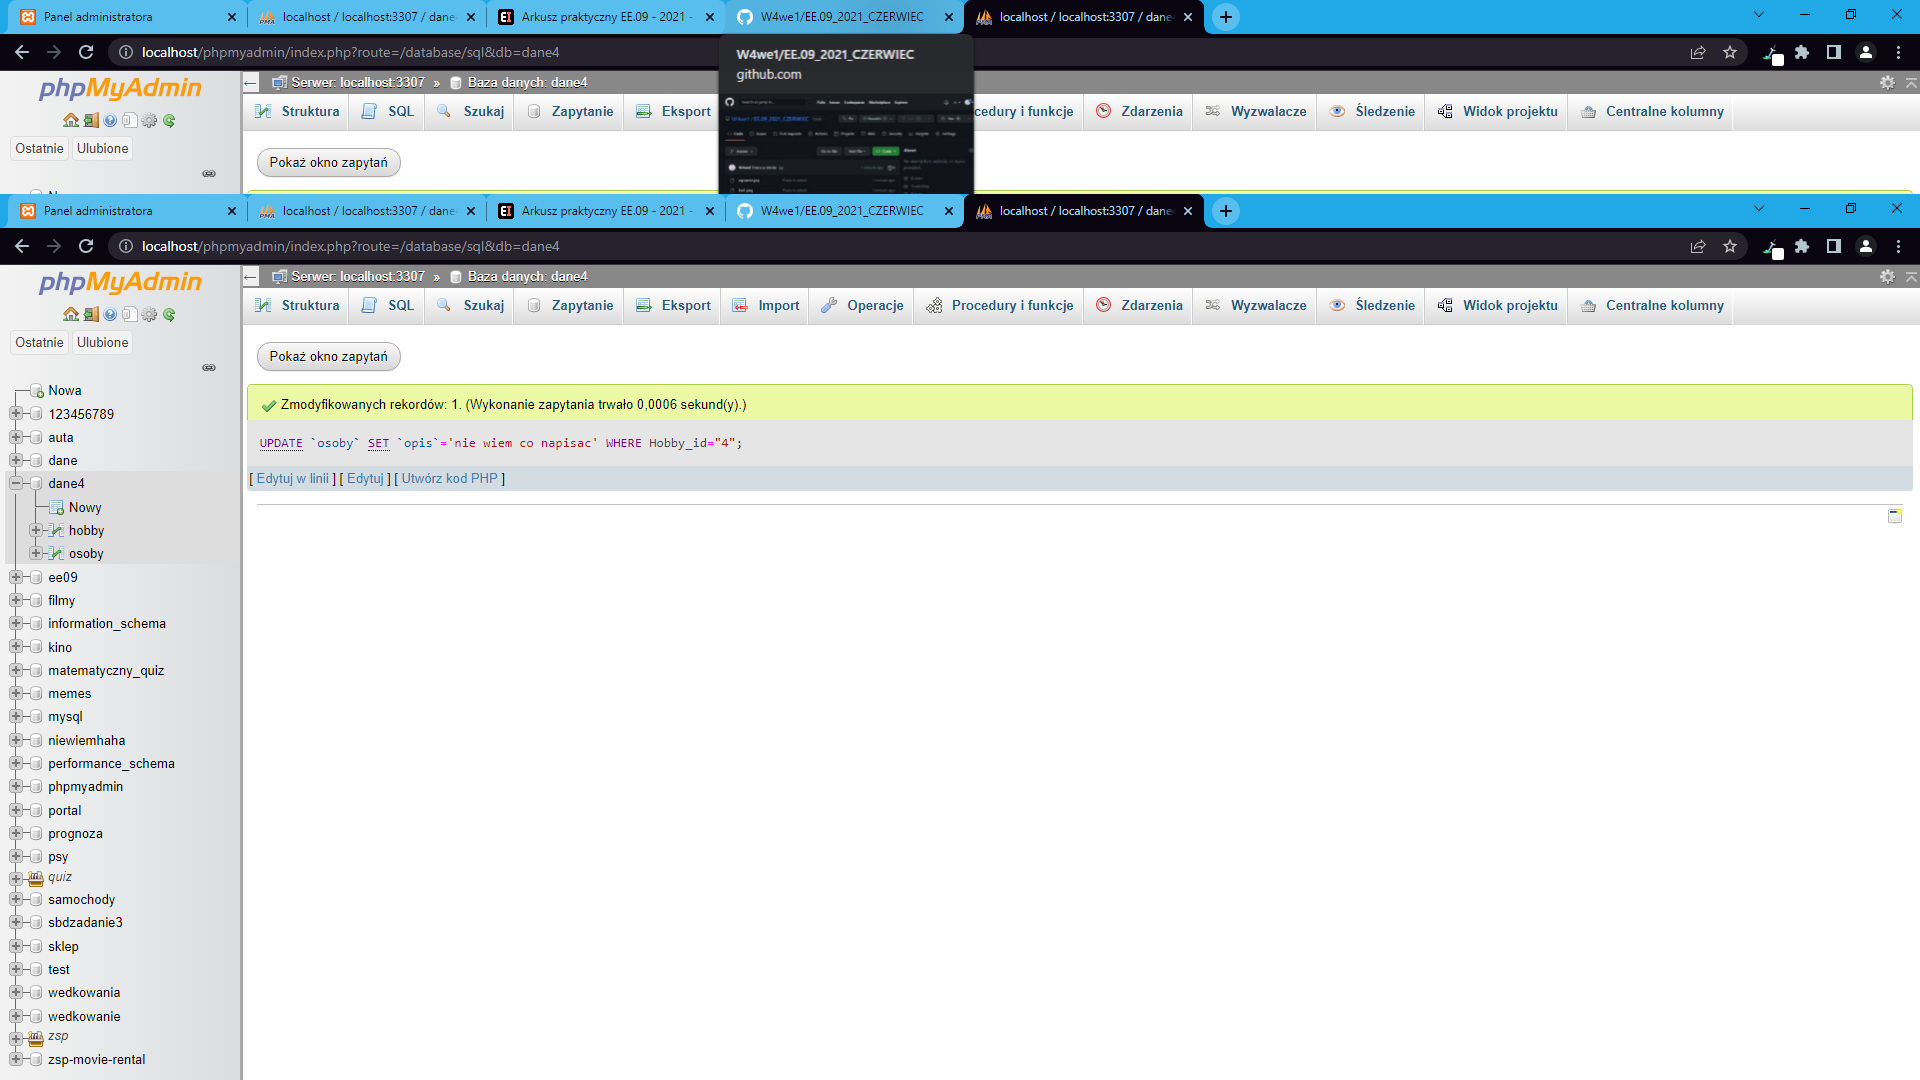 Panel administratora
localhost / localhost:3307 / dane
Arkusz praktyczny EE.09 - 2021 -
W4we1/EE.09_2021_CZERWIEC
localhost / localhost:3307 / dane
localhost/phpmyadmin/index.php?route=/database/sql&db=dane4
W4we1/EE.09_2021_CZERWIEC
github.com
phpMyAdmin
Serwer: localhost:3307 » Baza danych: dane4
Struktura SQL Szukaj Zapytanie Eksport cedury i funkcje Zdarzenia Wyzwalacze Śledzenie Widok projektu Centralne kolumny
Ostatnie Ulubione
Pokaż okno zapytań
Panel administratora
localhost / localhost:3307 / dane
Arkusz praktyczny EE.09 - 2021 -
W4we1/EE.09_2021_CZERWIEC
localhost / localhost:3307 / dane
localhost/phpmyadmin/index.php?route=/database/sql&db=dane4
phpMyAdmin
Serwer: localhost:3307 » Baza danych: dane4
Struktura SQL Szukaj Zapytanie Eksport Import Operacje Procedury i funkcje Zdarzenia Wyzwalacze Śledzenie Widok projektu Centralne kolumny
Ostatnie Ulubione
Pokaż okno zapytań
Zmodyfikowanych rekordów: 1. (Wykonanie zapytania trwało 0,0006 sekund(y).)
UPDATE `osoby` SET `opis`='nie wiem co napisac' WHERE Hobby_id="4";
[ Edytuj w linii ] [ Edytuj ] [ Utwórz kod PHP ]
Nowa
123456789
auta
dane
dane4
Nowy
hobby
osoby
ee09
filmy
information_schema
kino
matematyczny_quiz
memes
mysql
niewiemhaha
performance_schema
phpmyadmin
portal
prognoza
psy
quiz
samochody
sbdzadanie3
sklep
test
wedkowania
wedkowanie
zsp
zsp-movie-rental